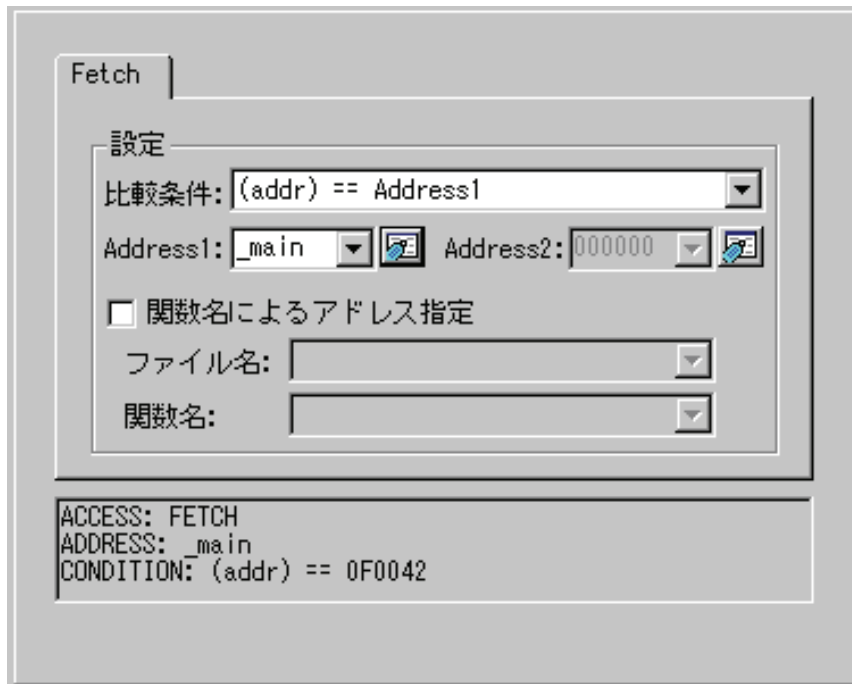 Fetch
設定
比較条件: (addr) == Address1
Address1: _main Address2: 000000
関数名によるアドレス指定
ファイル名:
関数名:
ACCESS: FETCH
ADDRESS: _main
CONDITION: (addr) == 0F0042